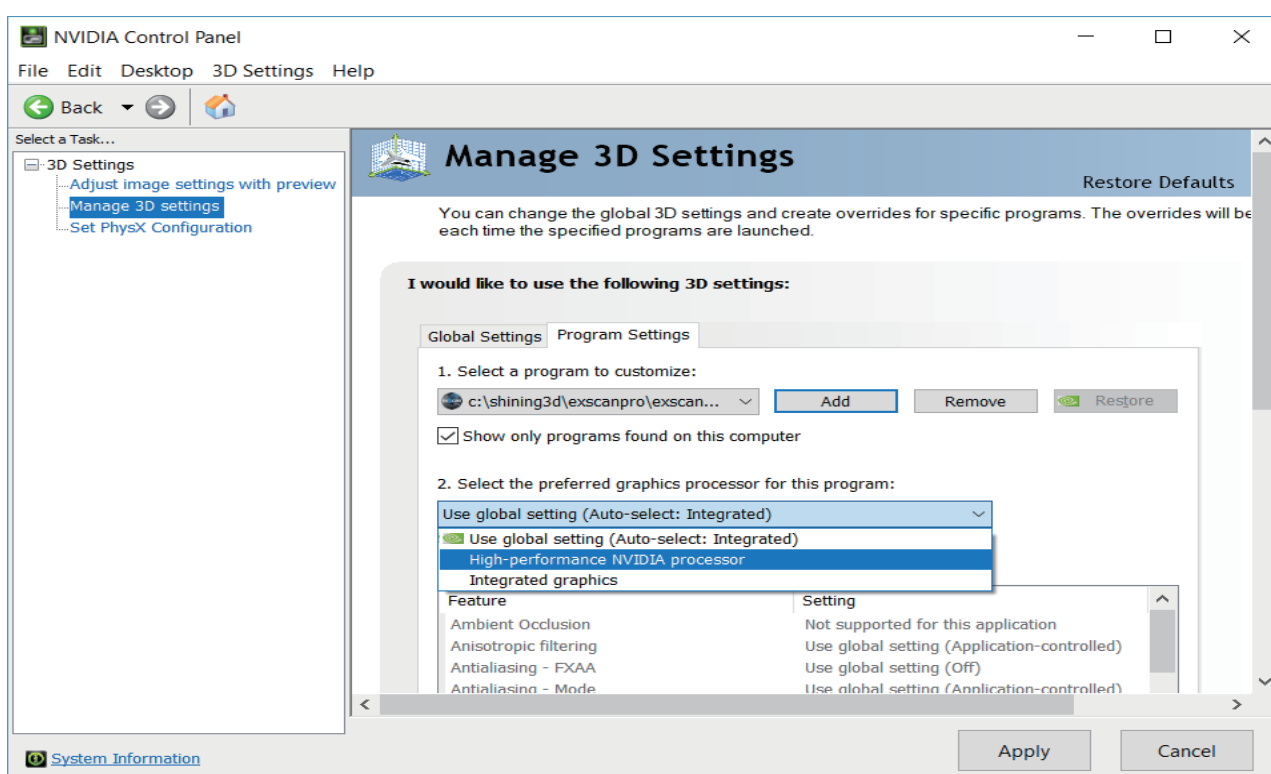 NVIDIA Control Panel
File Edit Desktop 3D Settings Help
Back
Select a Task...
3D Settings
Adjust image settings with preview
Manage 3D settings
Set PhysX Configuration
Manage 3D Settings
Restore Defaults
You can change the global 3D settings and create overrides for specific programs. The overrides will be
each time the specified programs are launched.
I would like to use the following 3D settings:
Global Settings Program Settings
1. Select a program to customize:
c:\shining3d\exscanpro\exscan... Add Remove Restore
Show only programs found on this computer
2. Select the preferred graphics processor for this program:
Use global setting (Auto-select: Integrated)
Use global setting (Auto-select: Integrated)
High-performance NVIDIA processor
Integrated graphics
Feature Setting
Ambient Occlusion Not supported for this application
Anisotropic filtering Use global setting (Application-controlled)
Antialiasing - FXAA Use global setting (Off)
Antialiasing - Mode Use global setting (Application-controlled)
System Information
Apply Cancel